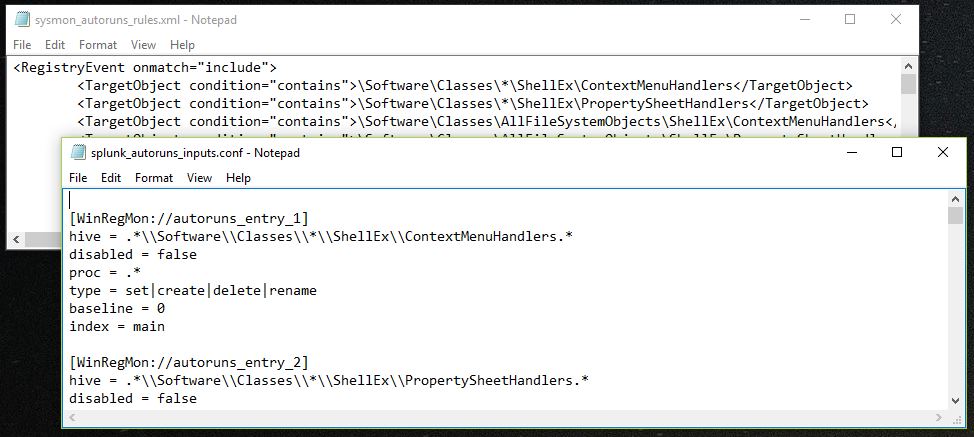 sysmon_autoruns_rules.xml - Notepad
File Edit Format View Help
<RegistryEvent onmatch="include">
<TargetObject condition="contains">\Software\Classes\*\ShellEx\ContextMenuHandlers</TargetObject>
<TargetObject condition="contains">\Software\Classes\*\ShellEx\PropertySheetHandlers</TargetObject>
<TargetObject condition="contains">\Software\Classes\AllFileSystemObjects\ShellEx\ContextMenuHandlers</
splunk_autoruns_inputs.conf - Notepad
File Edit Format View Help
[WinRegMon://autoruns_entry_1]
hive = .*\\Software\\Classes\\*\\ShellEx\\ContextMenuHandlers.*
disabled = false
proc = .*
type = set|create|delete|rename
baseline = 0
index = main
[WinRegMon://autoruns_entry_2]
hive = .*\\Software\\Classes\\*\\ShellEx\\PropertySheetHandlers.*
disabled = false